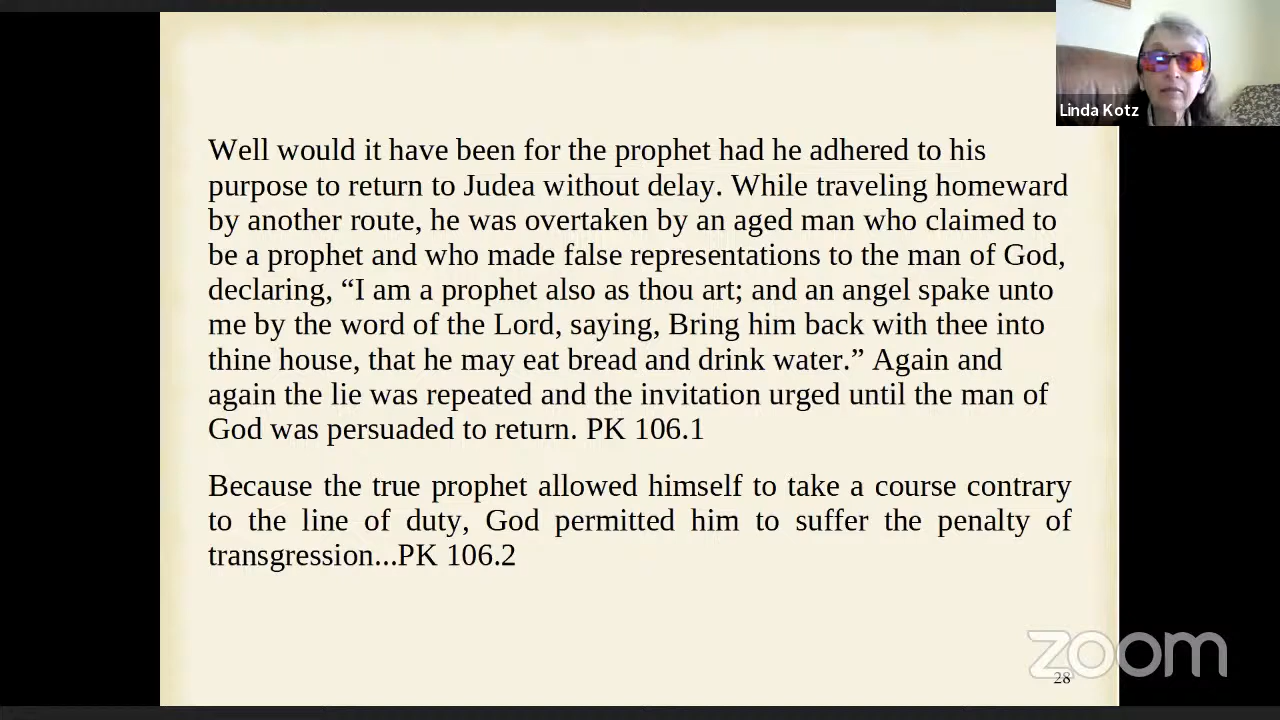 Linda Kotz
Well would it have been for the prophet had he adhered to his
purpose to return to Judea without delay. While traveling homeward
by another route, he was overtaken by an aged man who claimed to
be a prophet and who made false representations to the man of God,
declaring, “I am a prophet also as thou art; and an angel spake unto
me by the word of the Lord, saying, Bring him back with thee into
thine house, that he may eat bread and drink water.” Again and
again the lie was repeated and the invitation urged until the man of
God was persuaded to return. PK 106.1
Because the true prophet allowed himself to take a course contrary
to the line of duty, God permitted him to suffer the penalty of
transgression...PK 106.2
zoom
28